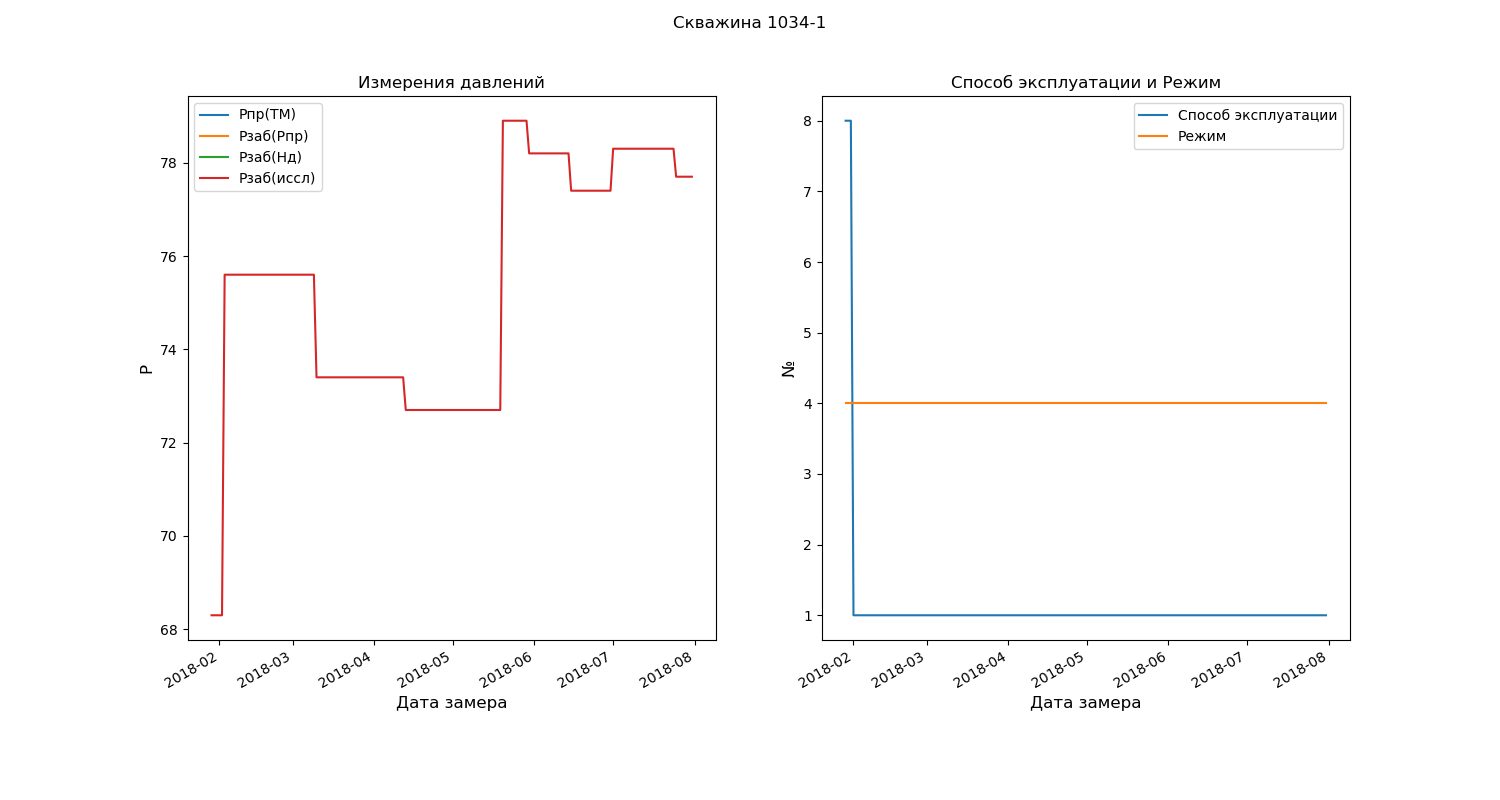 Скважина 1034-1
Измерения давлений
Рпр(ТМ)
Рзаб(Рпр)
Рзаб(Нд)
Рзаб(иссл)
78
76
74
72
70
68
Р
2018-02
2018-03
2018-04
2018-05
2018-06
2018-07
2018-08
Дата замера
Способ эксплуатации и Режим
Способ эксплуатации
Режим
8
7
6
5
4
3
2
1
№
2018-02
2018-03
2018-04
2018-05
2018-06
2018-07
2018-08
Дата замера